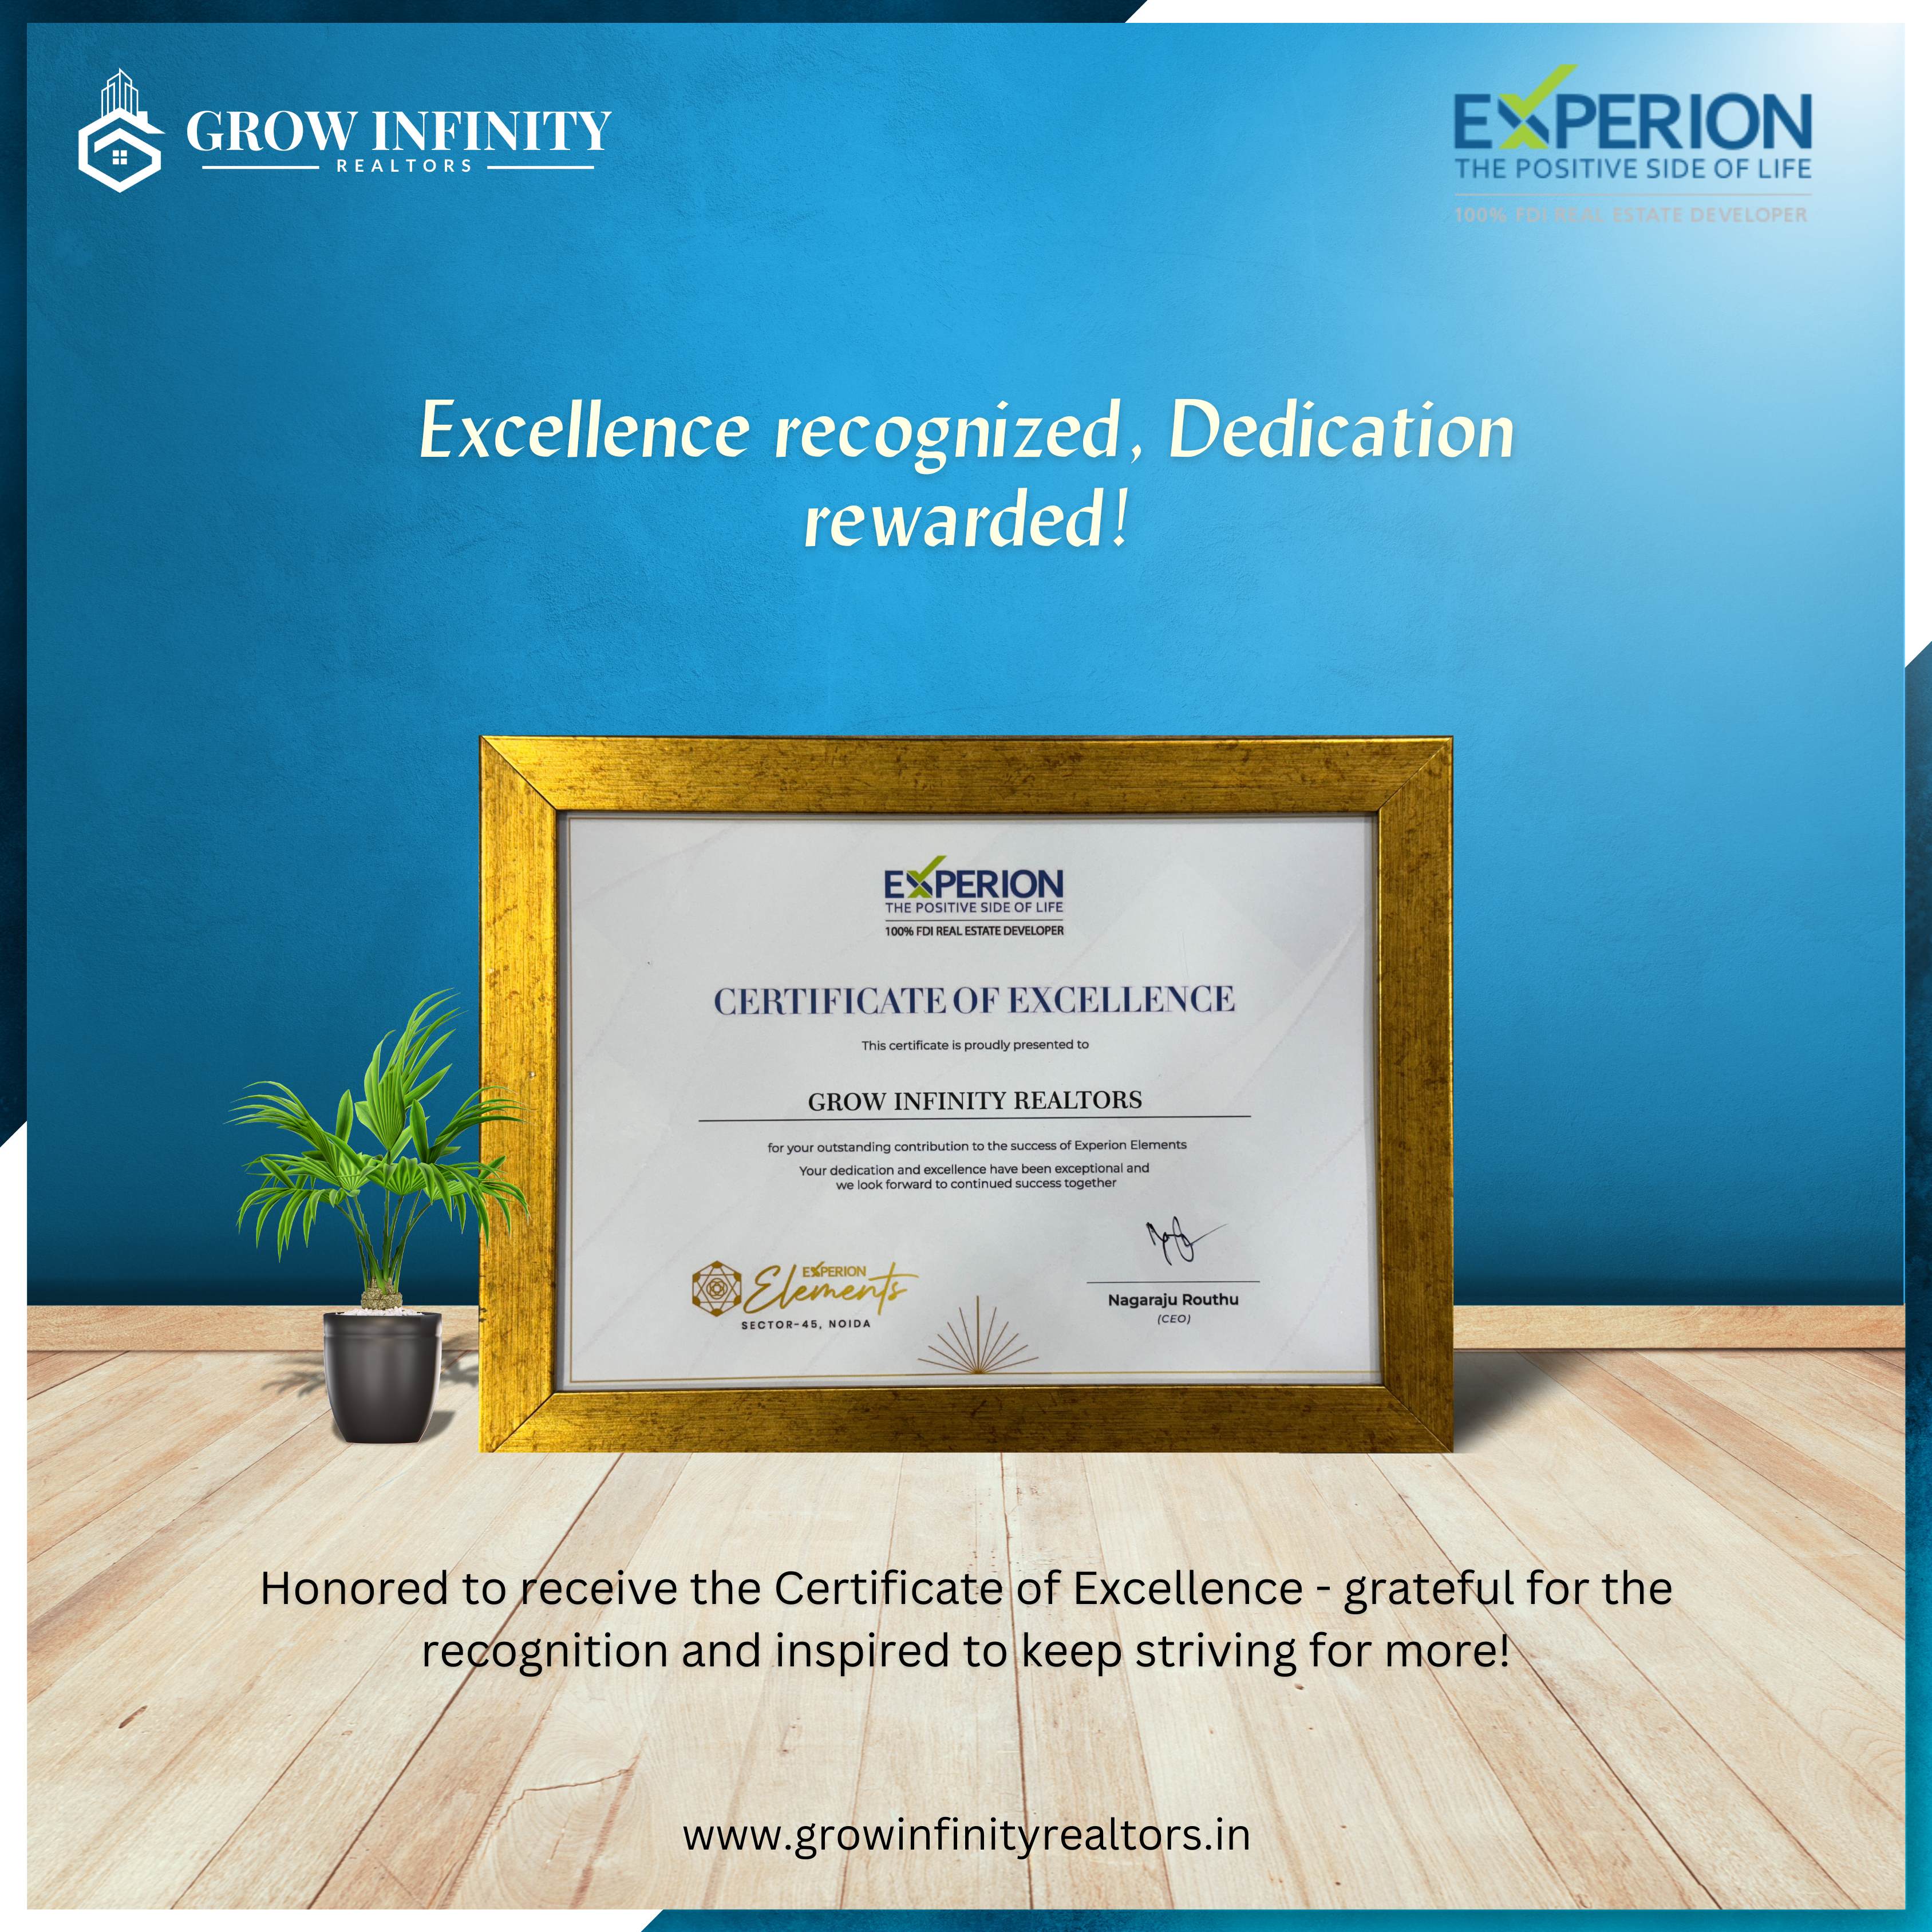 GROW INFINITY
REALTORS
EXPERION
THE POSITIVE SIDE OF LIFE
100% FDI REAL ESTATE DEVELOPER
Excellence recognized, Dedication
rewarded!
EXPERION
THE POSITIVE SIDE OF LIFE
100% FDI REAL ESTATE DEVELOPER
CERTIFICATE OF EXCELLENCE
This certificate is proudly presented to
GROW INFINITY REALTORS
for your outstanding contribution to the success of Experion Elements
Your dedication and excellence have been exceptional and
we look forward to continued success together
EXPERION
Elements
SECTOR-45, NOIDA
Nagaraju Routhu
(CEO)
Honored to receive the Certificate of Excellence - grateful for the
recognition and inspired to keep striving for more!
www.growinfinityrealtors.in